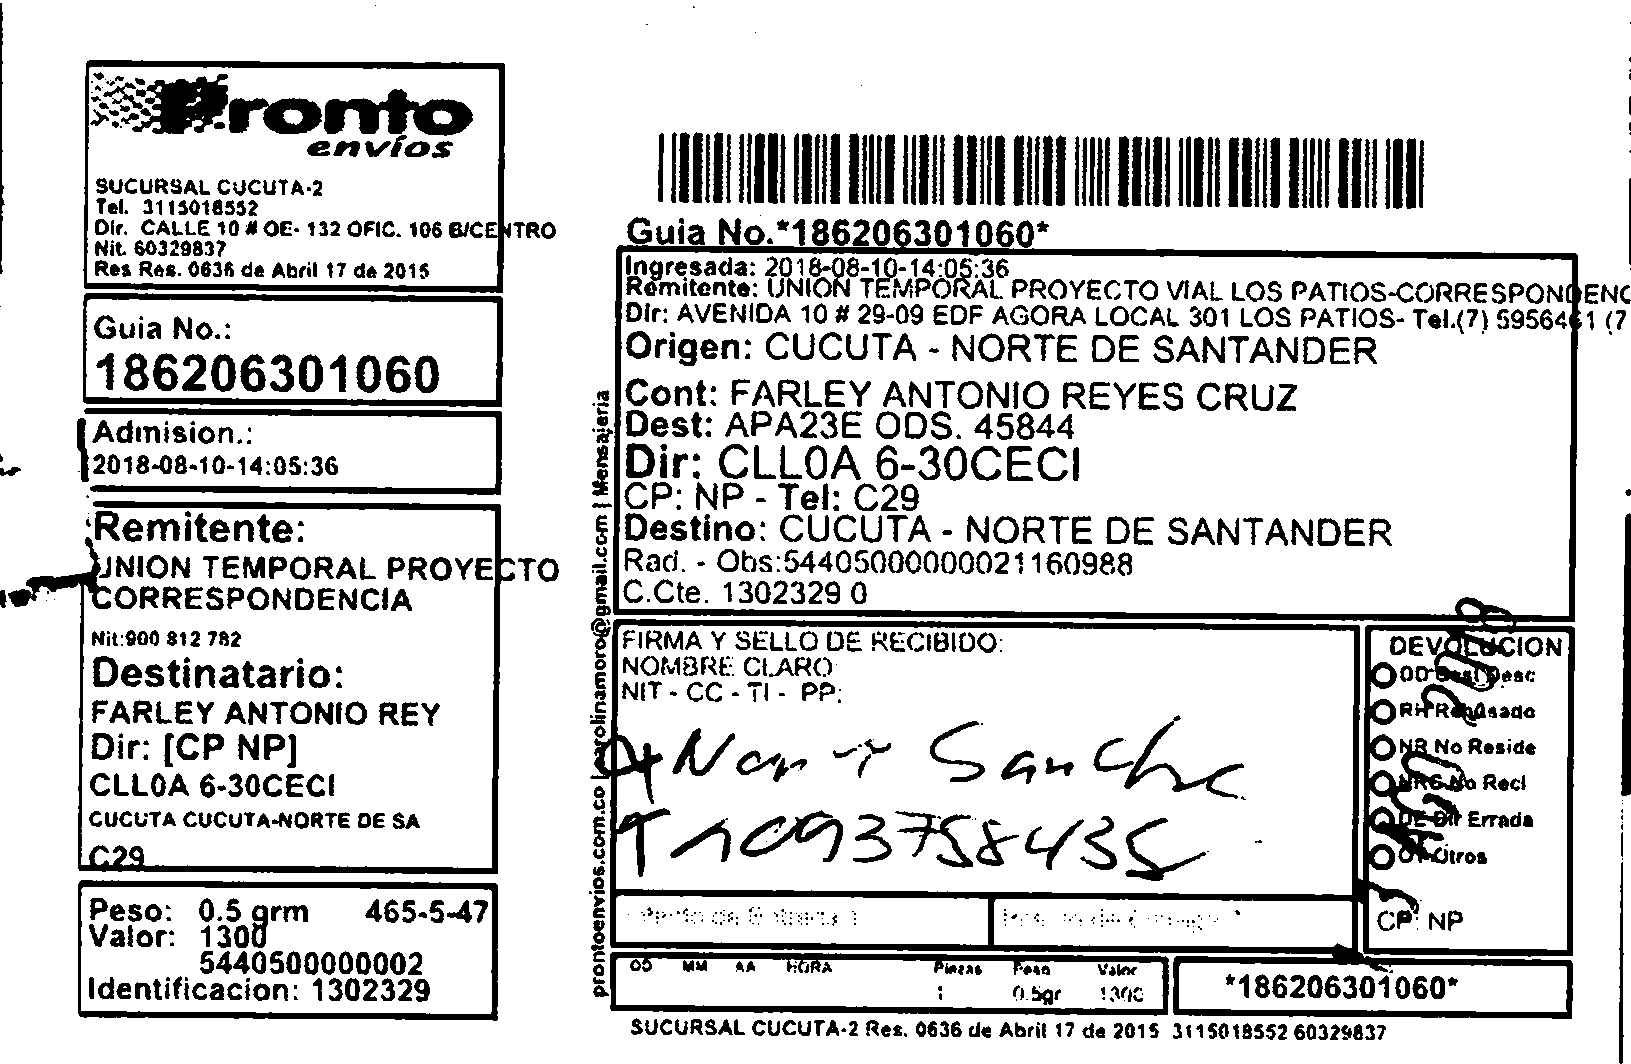 Pronto
envíos
SUCURSAL CUCUTA-2
Tel. 3115018552
Dir. CALLE 10 # OE- 132 OFIC. 106 B/CENTRO
Nit. 60329837
Res Res. 0636 de Abril 17 de 2015
Guia No.:
186206301060
Admision.:
2018-08-10-14:05:36
Remitente:
UNION TEMPORAL PROYECTO
CORRESPONDENCIA
Nit:900 812 782
Destinatario:
FARLEY ANTONIO REY
Dir: [CP NP]
CLL0A 6-30CECI
CUCUTA CUCUTA-NORTE DE SA
C29
Peso: 0.5 grm 465-5-47
Valor: 1300
5440500000002
Identificacion: 1302329
prontoenvios.com.co | carolinamoro@gmail.com | Mensajeria
Guia No.*186206301060*
Ingresada: 2018-08-10-14:05:36
Remitente: UNION TEMPORAL PROYECTO VIAL LOS PATIOS-CORRESPONDENC
Dir: AVENIDA 10 # 29-09 EDF AGORA LOCAL 301 LOS PATIOS- Tel.(7) 5956461 (7
Origen: CUCUTA - NORTE DE SANTANDER
Cont: FARLEY ANTONIO REYES CRUZ
Dest: APA23E ODS. 45844
Dir: CLL0A 6-30CECI
CP: NP - Tel: C29
Destino: CUCUTA - NORTE DE SANTANDER
Rad. - Obs:544050000000021160988
C.Cte. 1302329 0
FIRMA Y SELLO DE RECIBIDO:
NOMBRE CLARO:
NIT - CC - TI - PP:
Sanche
1093758435
DEVOLUCION
OD Dest Desc
RH Rehusado
NR No Reside
NRS No Recl
DE Dir Errada
OT Otros
CP: NP
DD MM AA HORA Piezas Peso Valor
1 0.5gr 1300
*186206301060*
SUCURSAL CUCUTA-2 Res. 0636 de Abril 17 de 2015 3115018552 60329837